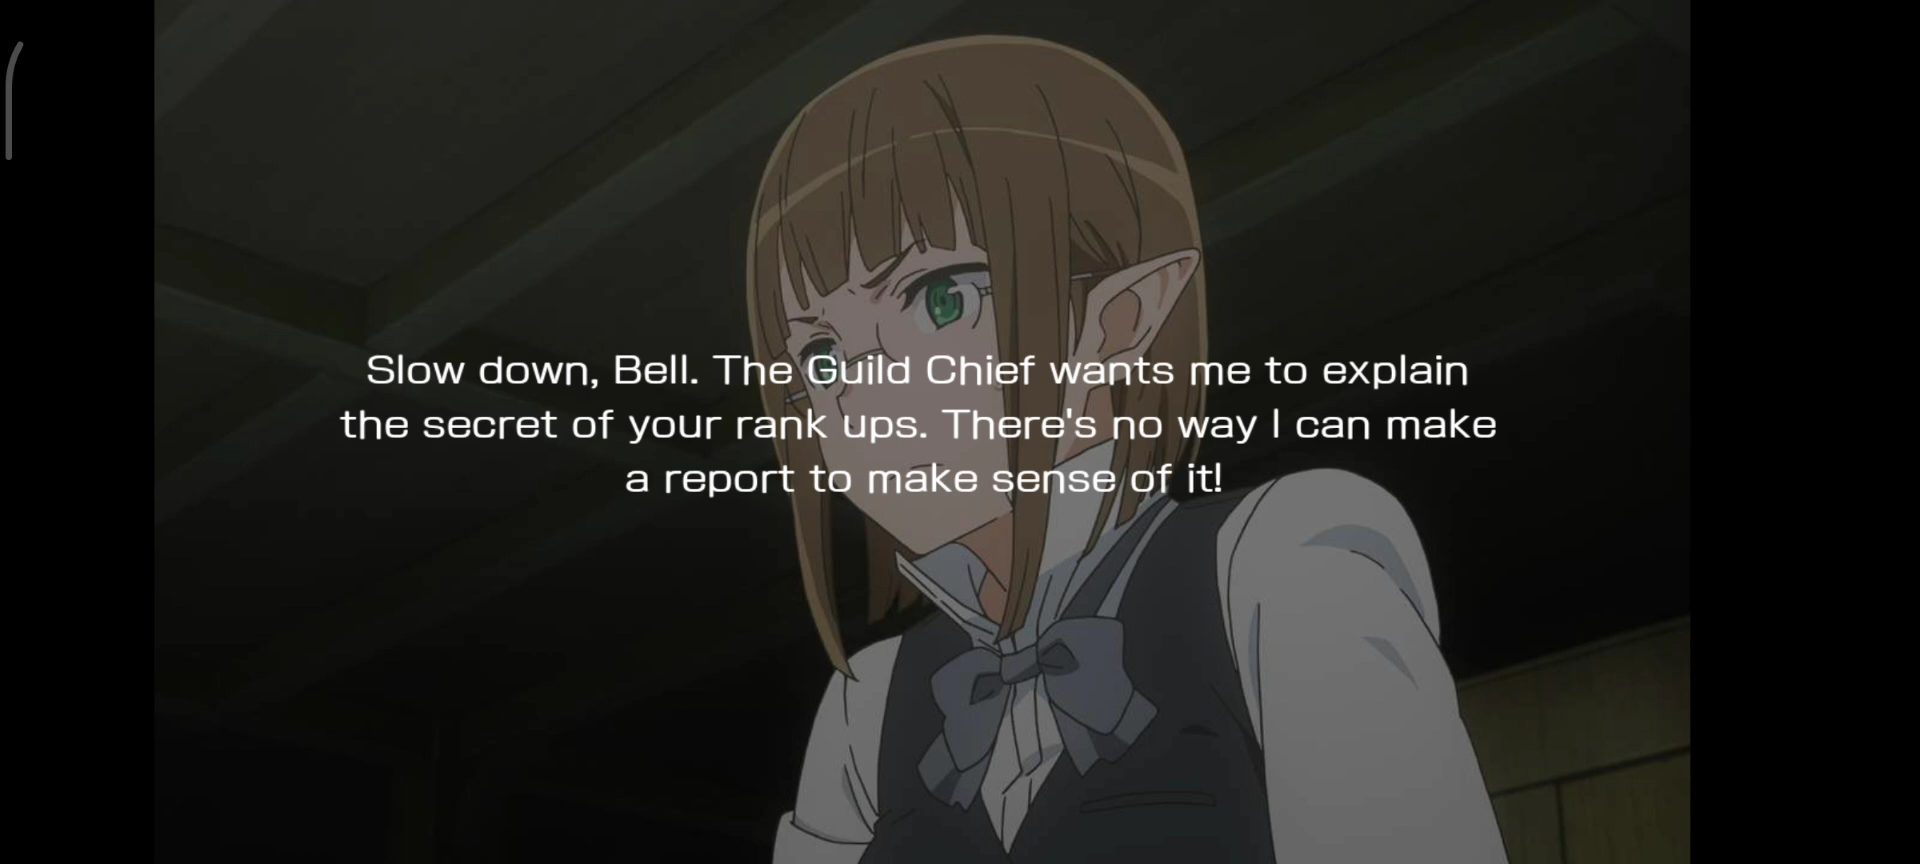 Slow down, Bell. The Guild Chief wants me to explain
the secret of your rank ups. There's no way I can make
a report to make sense of it!